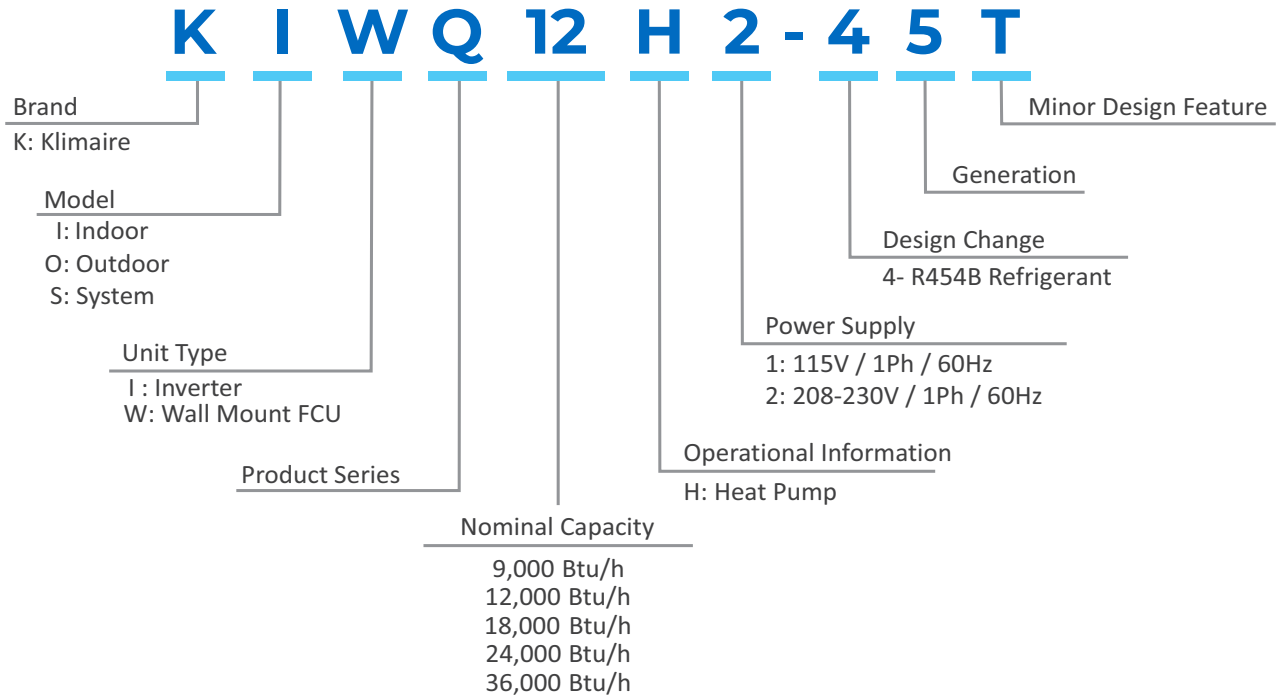 K I W Q 12 H 2 - 4 5 T
Brand
K: Klimaire
Minor Design Feature
Model
I: Indoor
O: Outdoor
S: System
Generation
Design Change
4- R454B Refrigerant
Unit Type
I : Inverter
W: Wall Mount FCU
Power Supply
1: 115V / 1Ph / 60Hz
2: 208-230V / 1Ph / 60Hz
Product Series
Operational Information
H: Heat Pump
Nominal Capacity
9,000 Btu/h
12,000 Btu/h
18,000 Btu/h
24,000 Btu/h
36,000 Btu/h